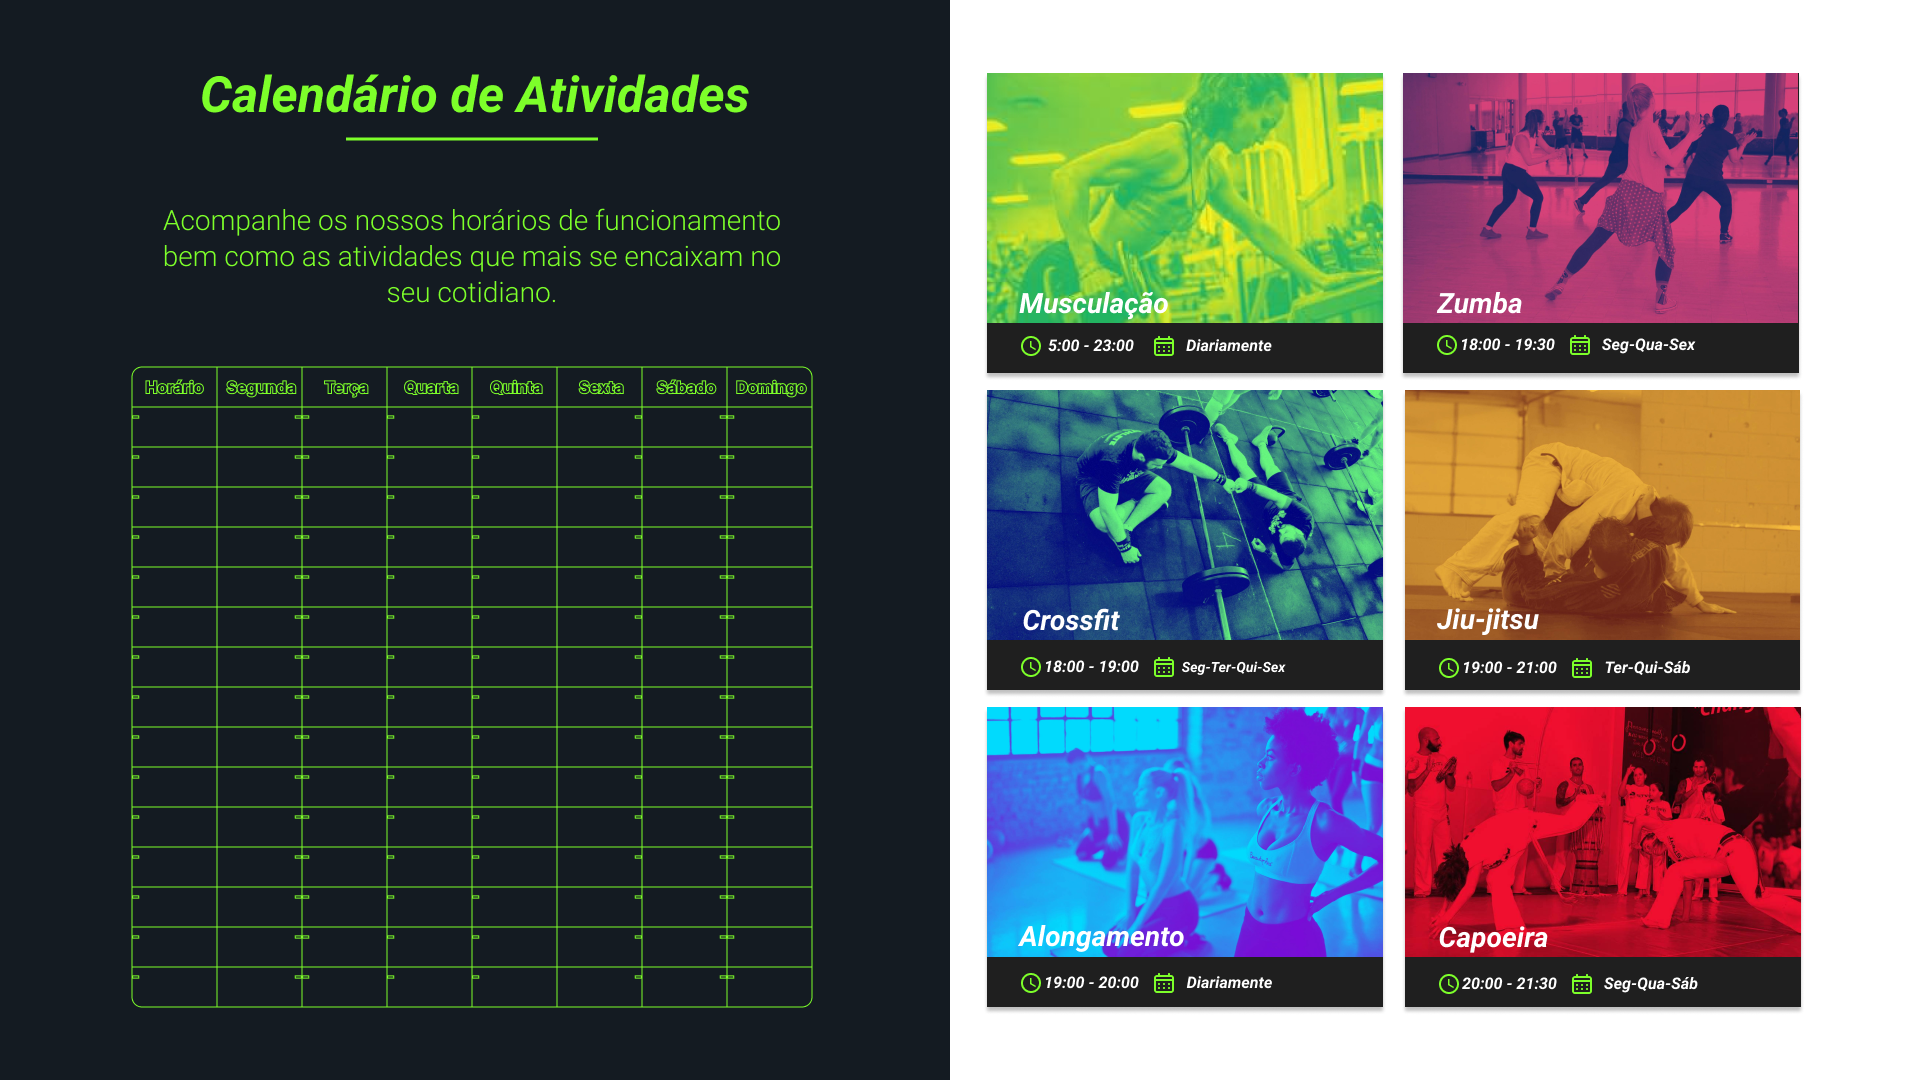 Calendário de Atividades
Acompanhe os nossos horários de funcionamento
bem como as atividades que mais se encaixam no
seu cotidiano.
Horário Segunda Terça Quarta Quinta Sexta Sábado Domingo
Musculação
5:00 - 23:00 Diariamente
Zumba
18:00 - 19:30 Seg-Qua-Sex
Crossfit
18:00 - 19:00 Seg-Ter-Qui-Sex
Jiu-jitsu
19:00 - 21:00 Ter-Qui-Sáb
Alongamento
19:00 - 20:00 Diariamente
Capoeira
20:00 - 21:30 Seg-Qua-Sáb